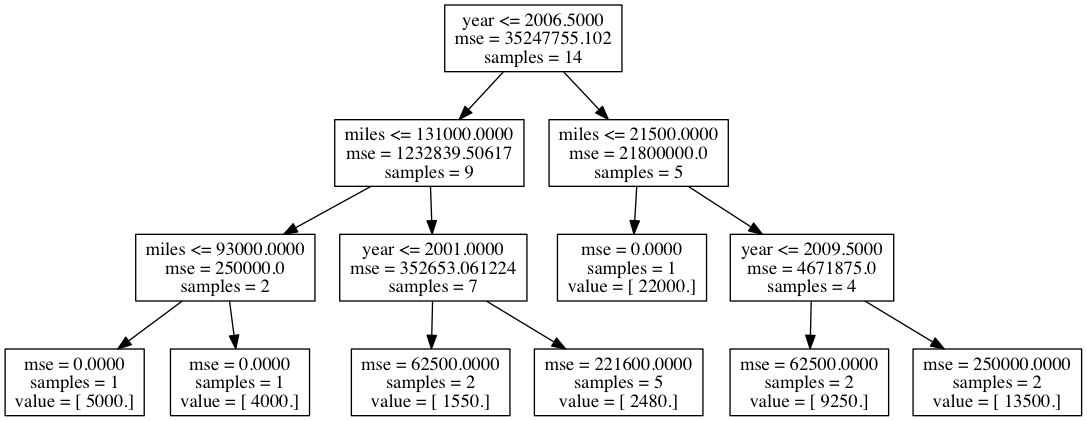 year <= 2006.5000
mse = 35247755.102
samples = 14
miles <= 131000.0000
mse = 1232839.50617
samples = 9
miles <= 21500.0000
mse = 21800000.0
samples = 5
miles <= 93000.0000
mse = 250000.0
samples = 2
year <= 2001.0000
mse = 352653.061224
samples = 7
mse = 0.0000
samples = 1
value = [ 22000.]
year <= 2009.5000
mse = 4671875.0
samples = 4
mse = 0.0000
samples = 1
value = [ 5000.]
mse = 0.0000
samples = 1
value = [ 4000.]
mse = 62500.0000
samples = 2
value = [ 1550.]
mse = 221600.0000
samples = 5
value = [ 2480.]
mse = 62500.0000
samples = 2
value = [ 9250.]
mse = 250000.0000
samples = 2
value = [ 13500.]